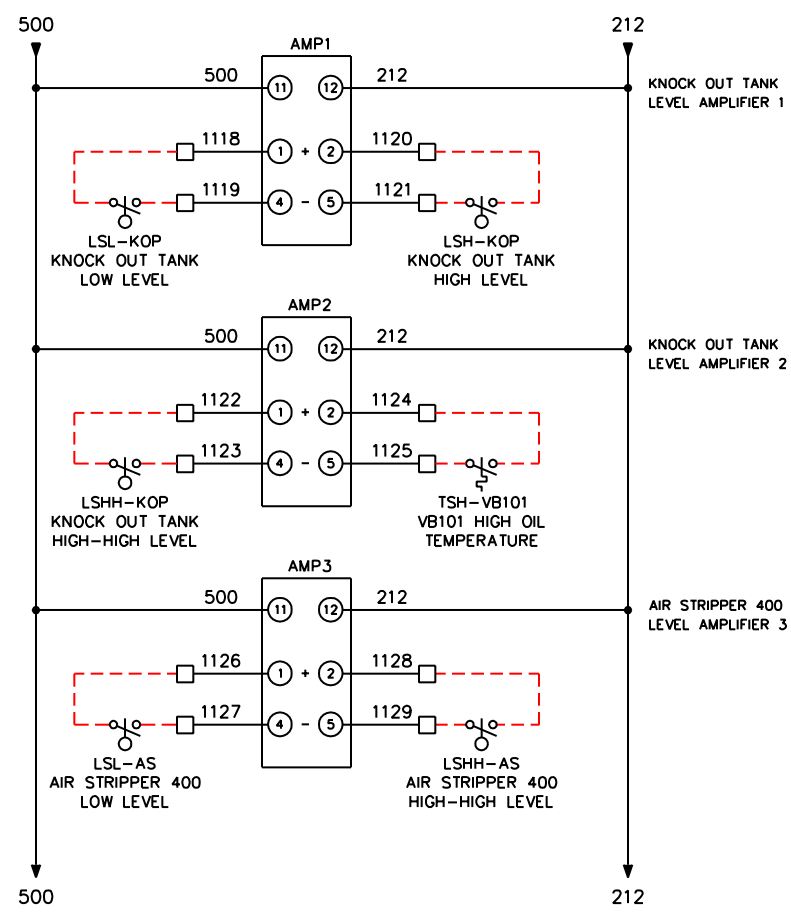 500 212
AMP1
500 11 12 212
KNOCK OUT TANK
LEVEL AMPLIFIER 1
1118 1 + 2 1120
1119 4 - 5 1121
LSL-KOP
KNOCK OUT TANK
LOW LEVEL
LSH-KOP
KNOCK OUT TANK
HIGH LEVEL
AMP2
500 11 12 212
KNOCK OUT TANK
LEVEL AMPLIFIER 2
1122 1 + 2 1124
1123 4 - 5 1125
LSHH-KOP
KNOCK OUT TANK
HIGH-HIGH LEVEL
TSH-VB101
VB101 HIGH OIL
TEMPERATURE
AMP3
500 11 12 212
AIR STRIPPER 400
LEVEL AMPLIFIER 3
1126 1 + 2 1128
1127 4 - 5 1129
LSL-AS
AIR STRIPPER 400
LOW LEVEL
LSHH-AS
AIR STRIPPER 400
HIGH-HIGH LEVEL
500 212